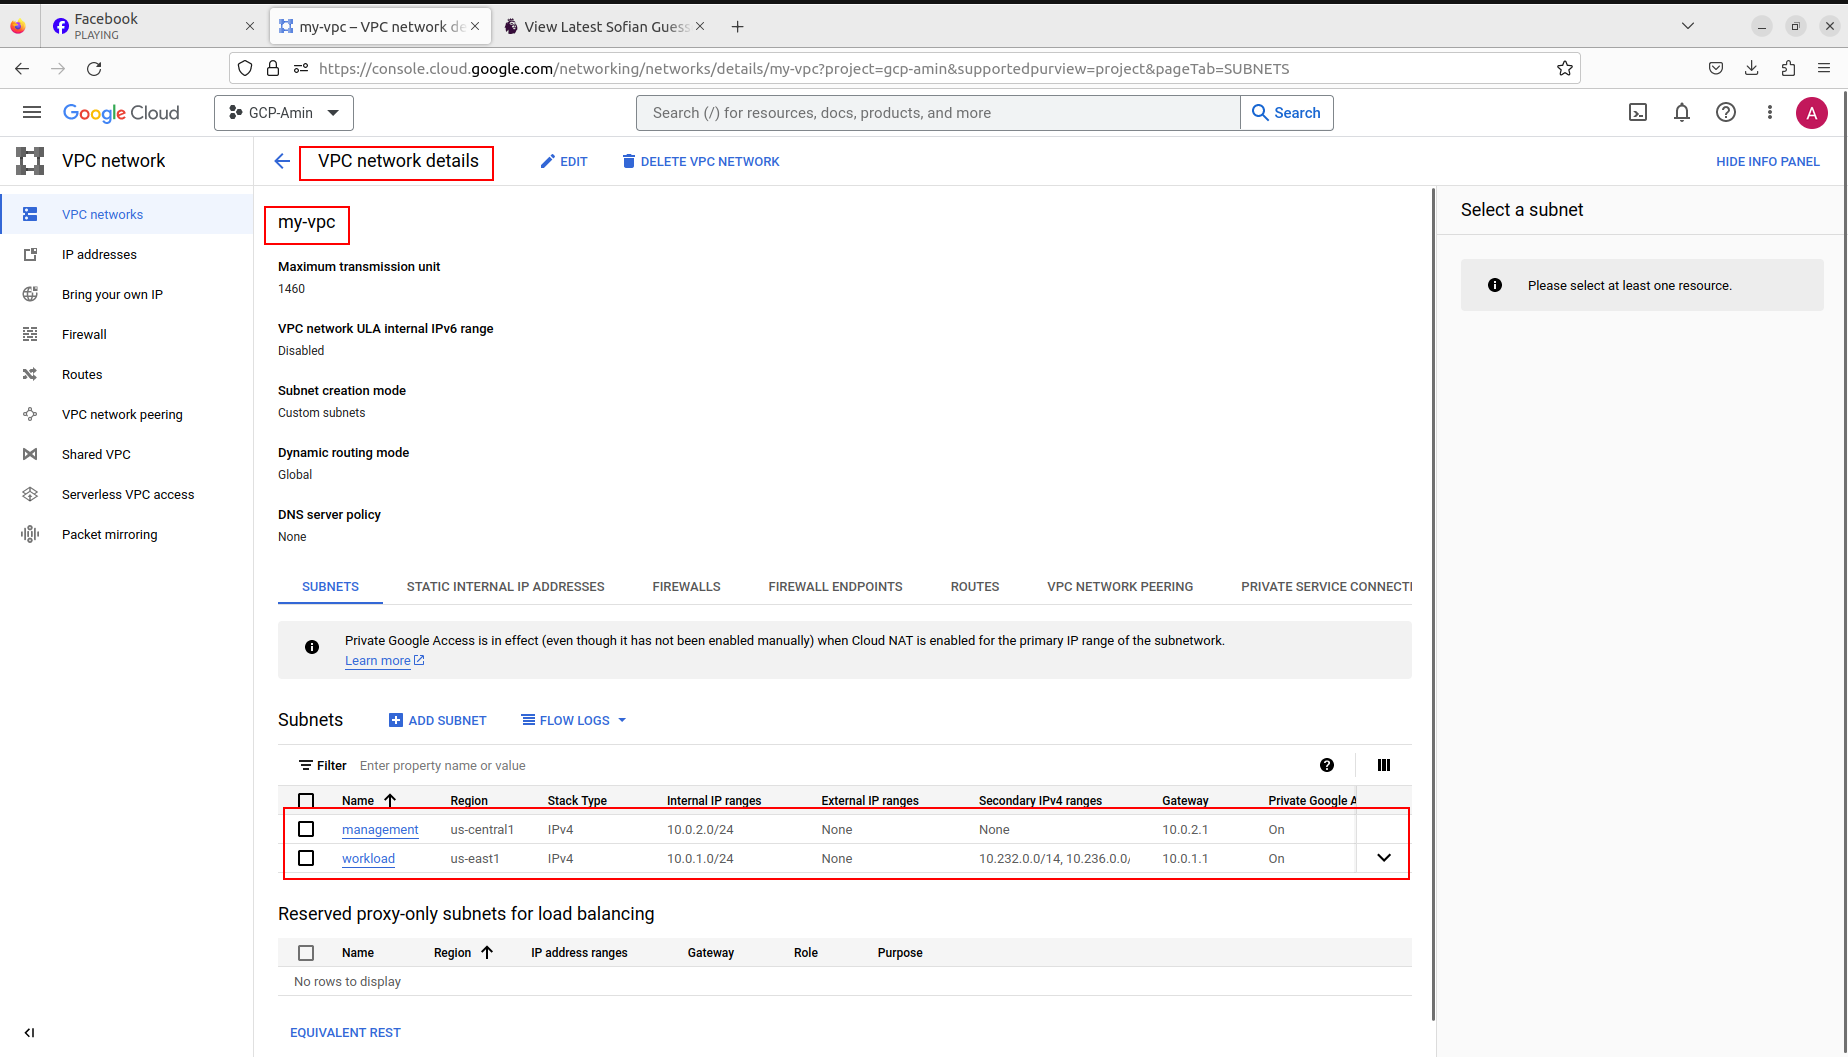 Facebook
PLAYING
my-vpc – VPC network de
View Latest Sofian Guess
https://console.cloud.google.com/networking/networks/details/my-vpc?project=gcp-amin&supportedpurview=project&pageTab=SUBNETS
Google Cloud
GCP-Amin
Search (/) for resources, docs, products, and more
Search
A
VPC network
VPC network details
EDIT
DELETE VPC NETWORK
HIDE INFO PANEL
VPC networks
IP addresses
Bring your own IP
Firewall
Routes
VPC network peering
Shared VPC
Serverless VPC access
Packet mirroring
my-vpc
Maximum transmission unit
1460
VPC network ULA internal IPv6 range
Disabled
Subnet creation mode
Custom subnets
Dynamic routing mode
Global
DNS server policy
None
SUBNETS STATIC INTERNAL IP ADDRESSES FIREWALLS FIREWALL ENDPOINTS ROUTES VPC NETWORK PEERING PRIVATE SERVICE CONNECTI
Private Google Access is in effect (even though it has not been enabled manually) when Cloud NAT is enabled for the primary IP range of the subnetwork.
Learn more
Subnets ADD SUBNET FLOW LOGS
Filter Enter property name or value
Name Region Stack Type Internal IP ranges External IP ranges Secondary IPv4 ranges Gateway Private Google A
management us-central1 IPv4 10.0.2.0/24 None None 10.0.2.1 On
workload us-east1 IPv4 10.0.1.0/24 None 10.232.0.0/14, 10.236.0.0/ 10.0.1.1 On
Reserved proxy-only subnets for load balancing
Name Region IP address ranges Gateway Role Purpose
No rows to display
EQUIVALENT REST
Select a subnet
Please select at least one resource.